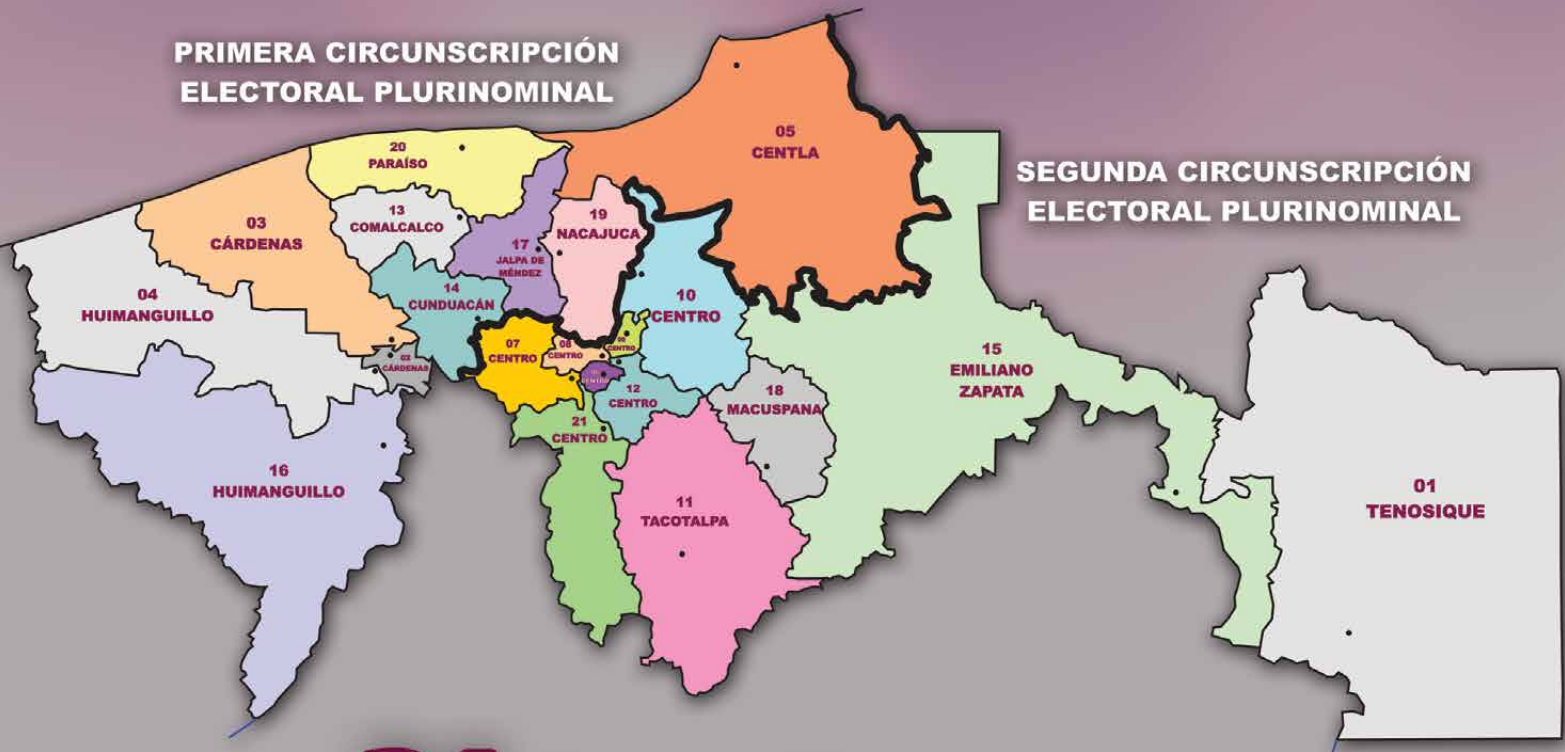 PRIMERA CIRCUNSCRIPCIÓN
ELECTORAL PLURINOMINAL
SEGUNDA CIRCUNSCRIPCIÓN
ELECTORAL PLURINOMINAL
05
CENTLA
20
PARAÍSO
03
CÁRDENAS
13
COMALCALCO
19
NACAJUCA
17
JALPA DE
MÉNDEZ
04
HUIMANGUILLO
14
CUNDUACÁN
10
CENTRO
07
CENTRO
08
CENTRO
CENTRO
02
CÁRDENAS
CENTRO
12
CENTRO
15
EMILIANO
ZAPATA
18
MACUSPANA
21
CENTRO
16
HUIMANGUILLO
11
TACOTALPA
01
TENOSIQUE